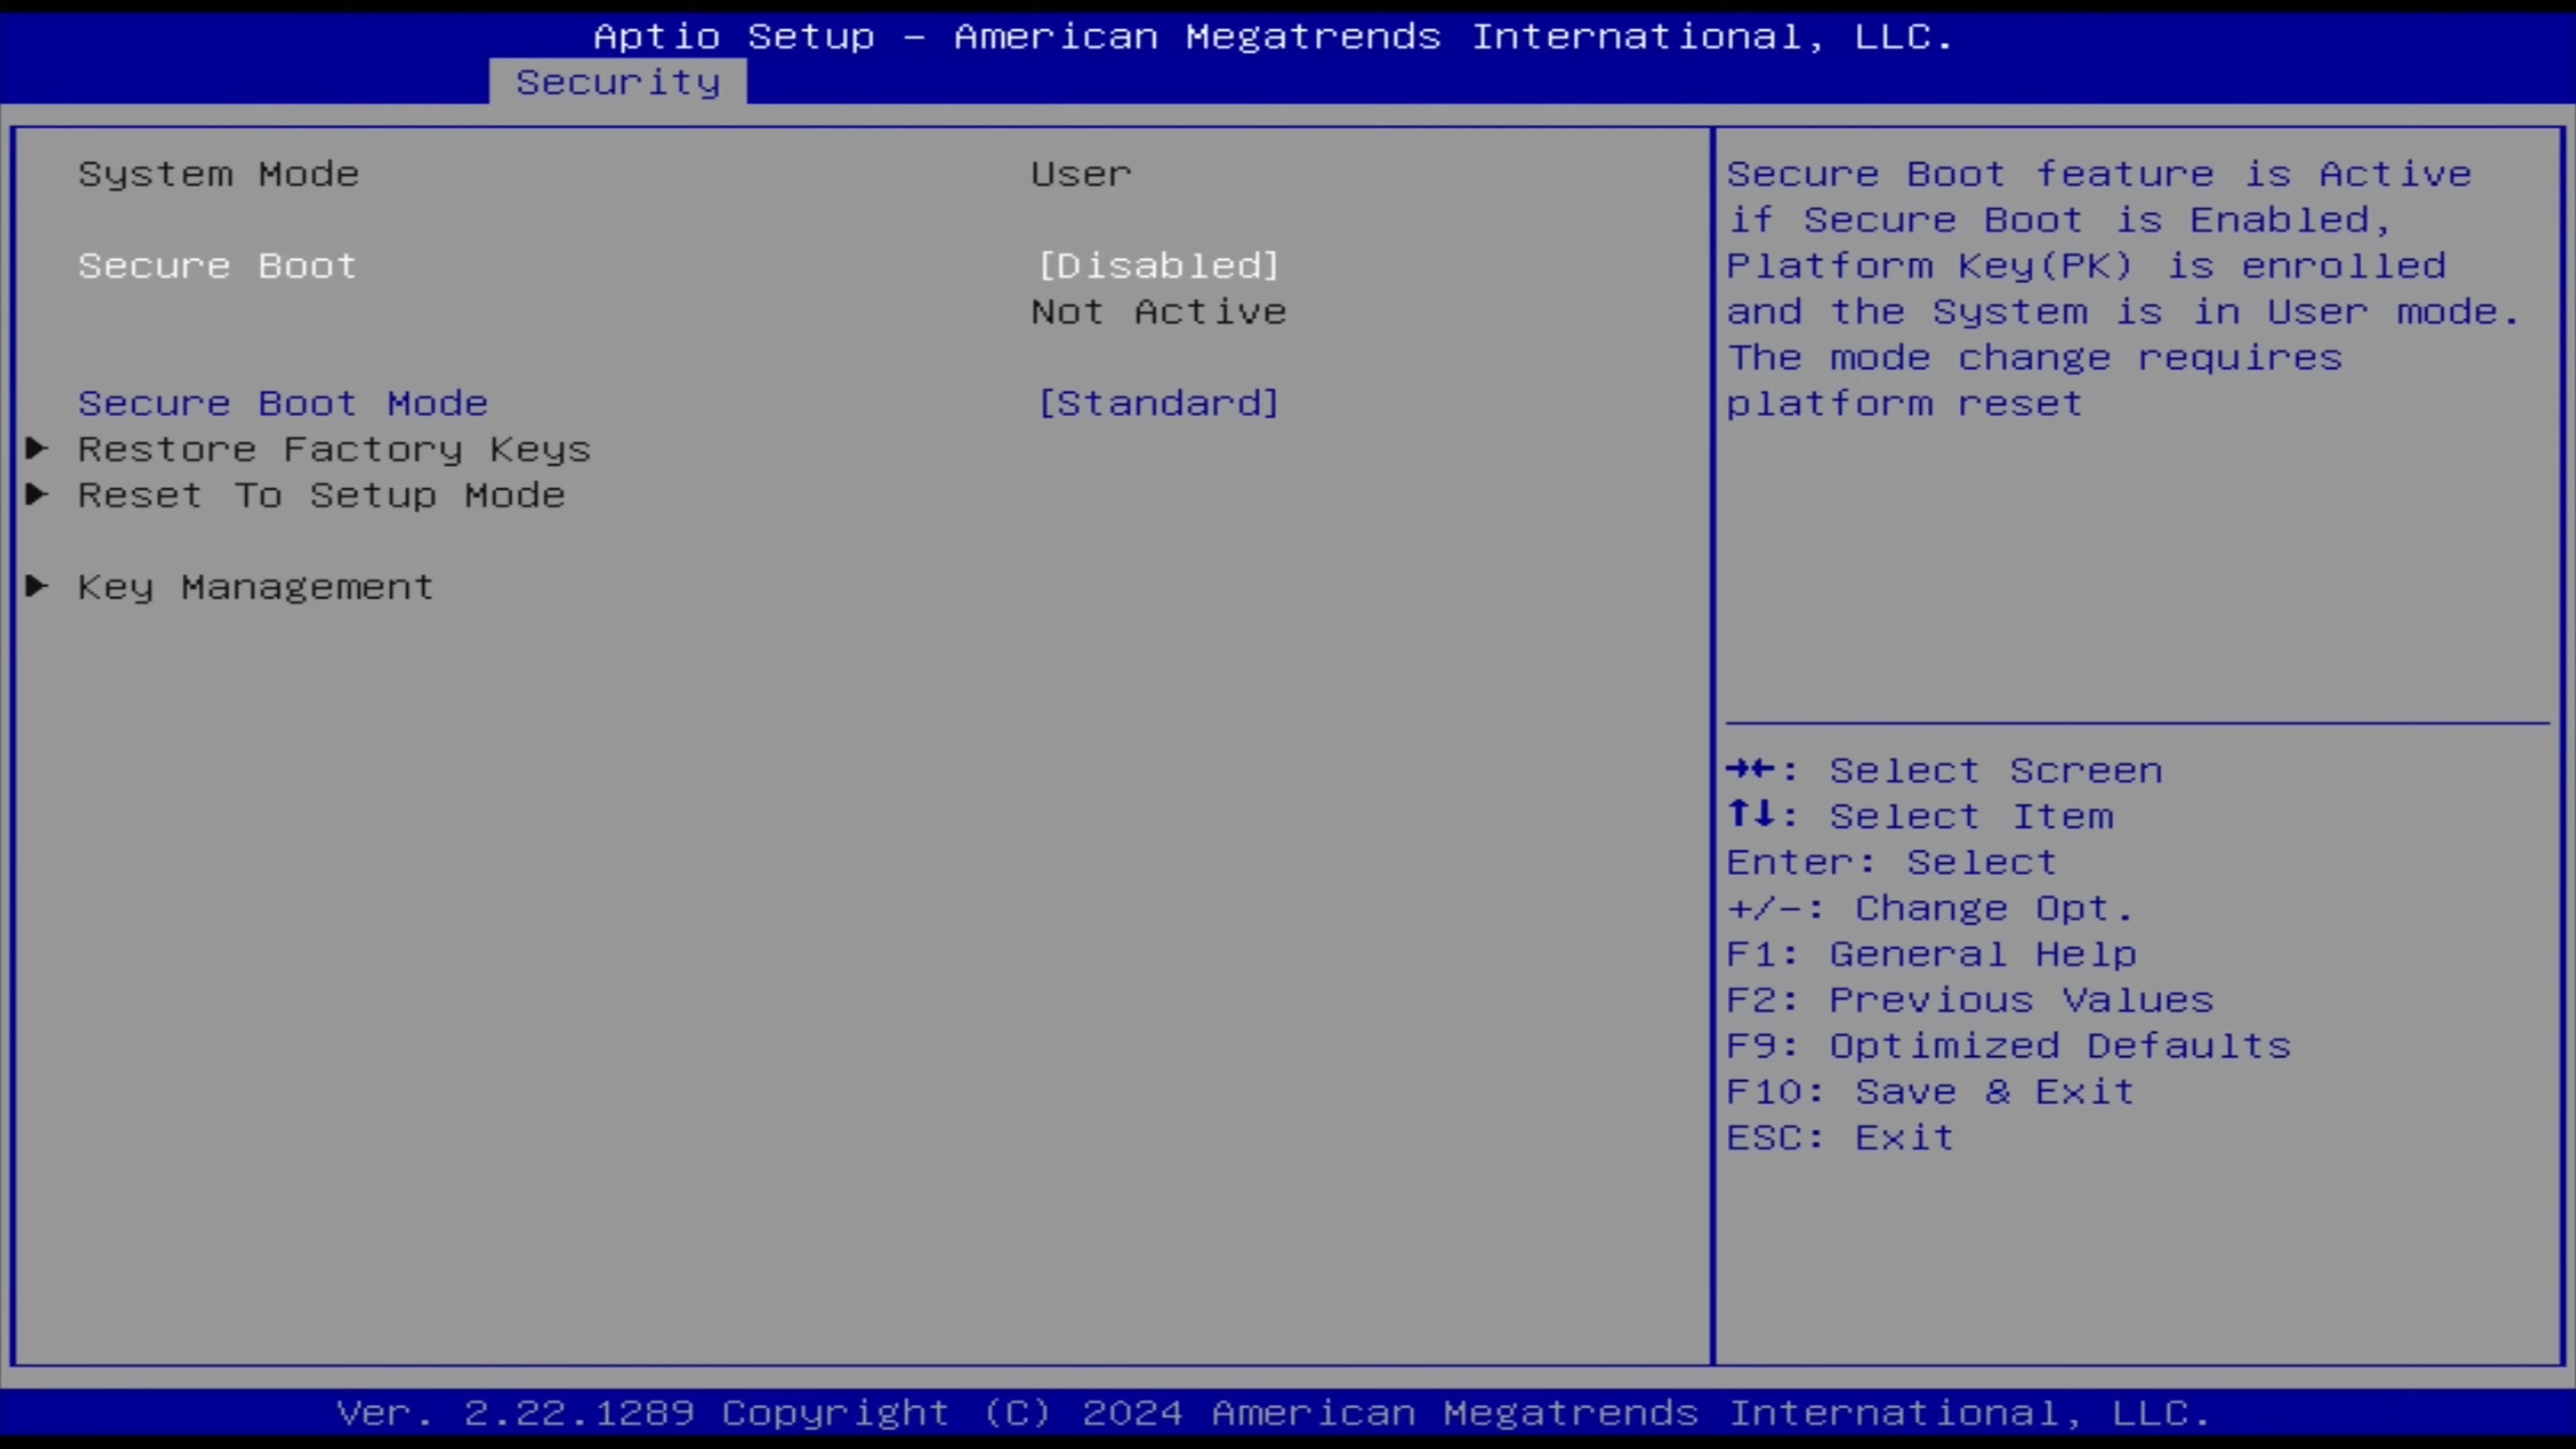 Aptio Setup – American Megatrends International, LLC.
Security
System Mode User
Secure Boot [Disabled]
Not Active
Secure Boot Mode [Standard]
▶ Restore Factory Keys
▶ Reset To Setup Mode
▶ Key Management
Secure Boot feature is Active
if Secure Boot is Enabled,
Platform Key(PK) is enrolled
and the System is in User mode.
The mode change requires
platform reset
→←: Select Screen
↑↓: Select Item
Enter: Select
+/-: Change Opt.
F1: General Help
F2: Previous Values
F9: Optimized Defaults
F10: Save & Exit
ESC: Exit
Ver. 2.22.1289 Copyright (C) 2024 American Megatrends International, LLC.